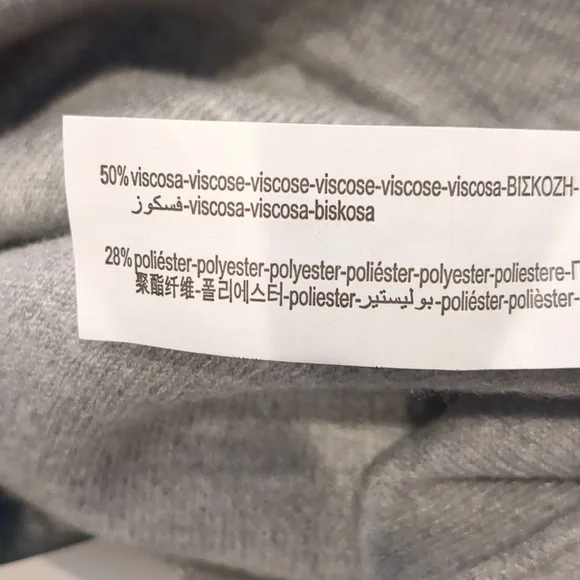 50% viscosa-viscose-viscose-viscose-viscose-viscosa-ΒΙΣΚΟΖΗ-
فسكوز-viscosa-viscosa-biskosa
28% poliéster-polyester-polyester-poliéster-polyester-poliestere-Π
聚酯纤维-폴리에스터-poliester-بوليستير-poliéster-polièster-